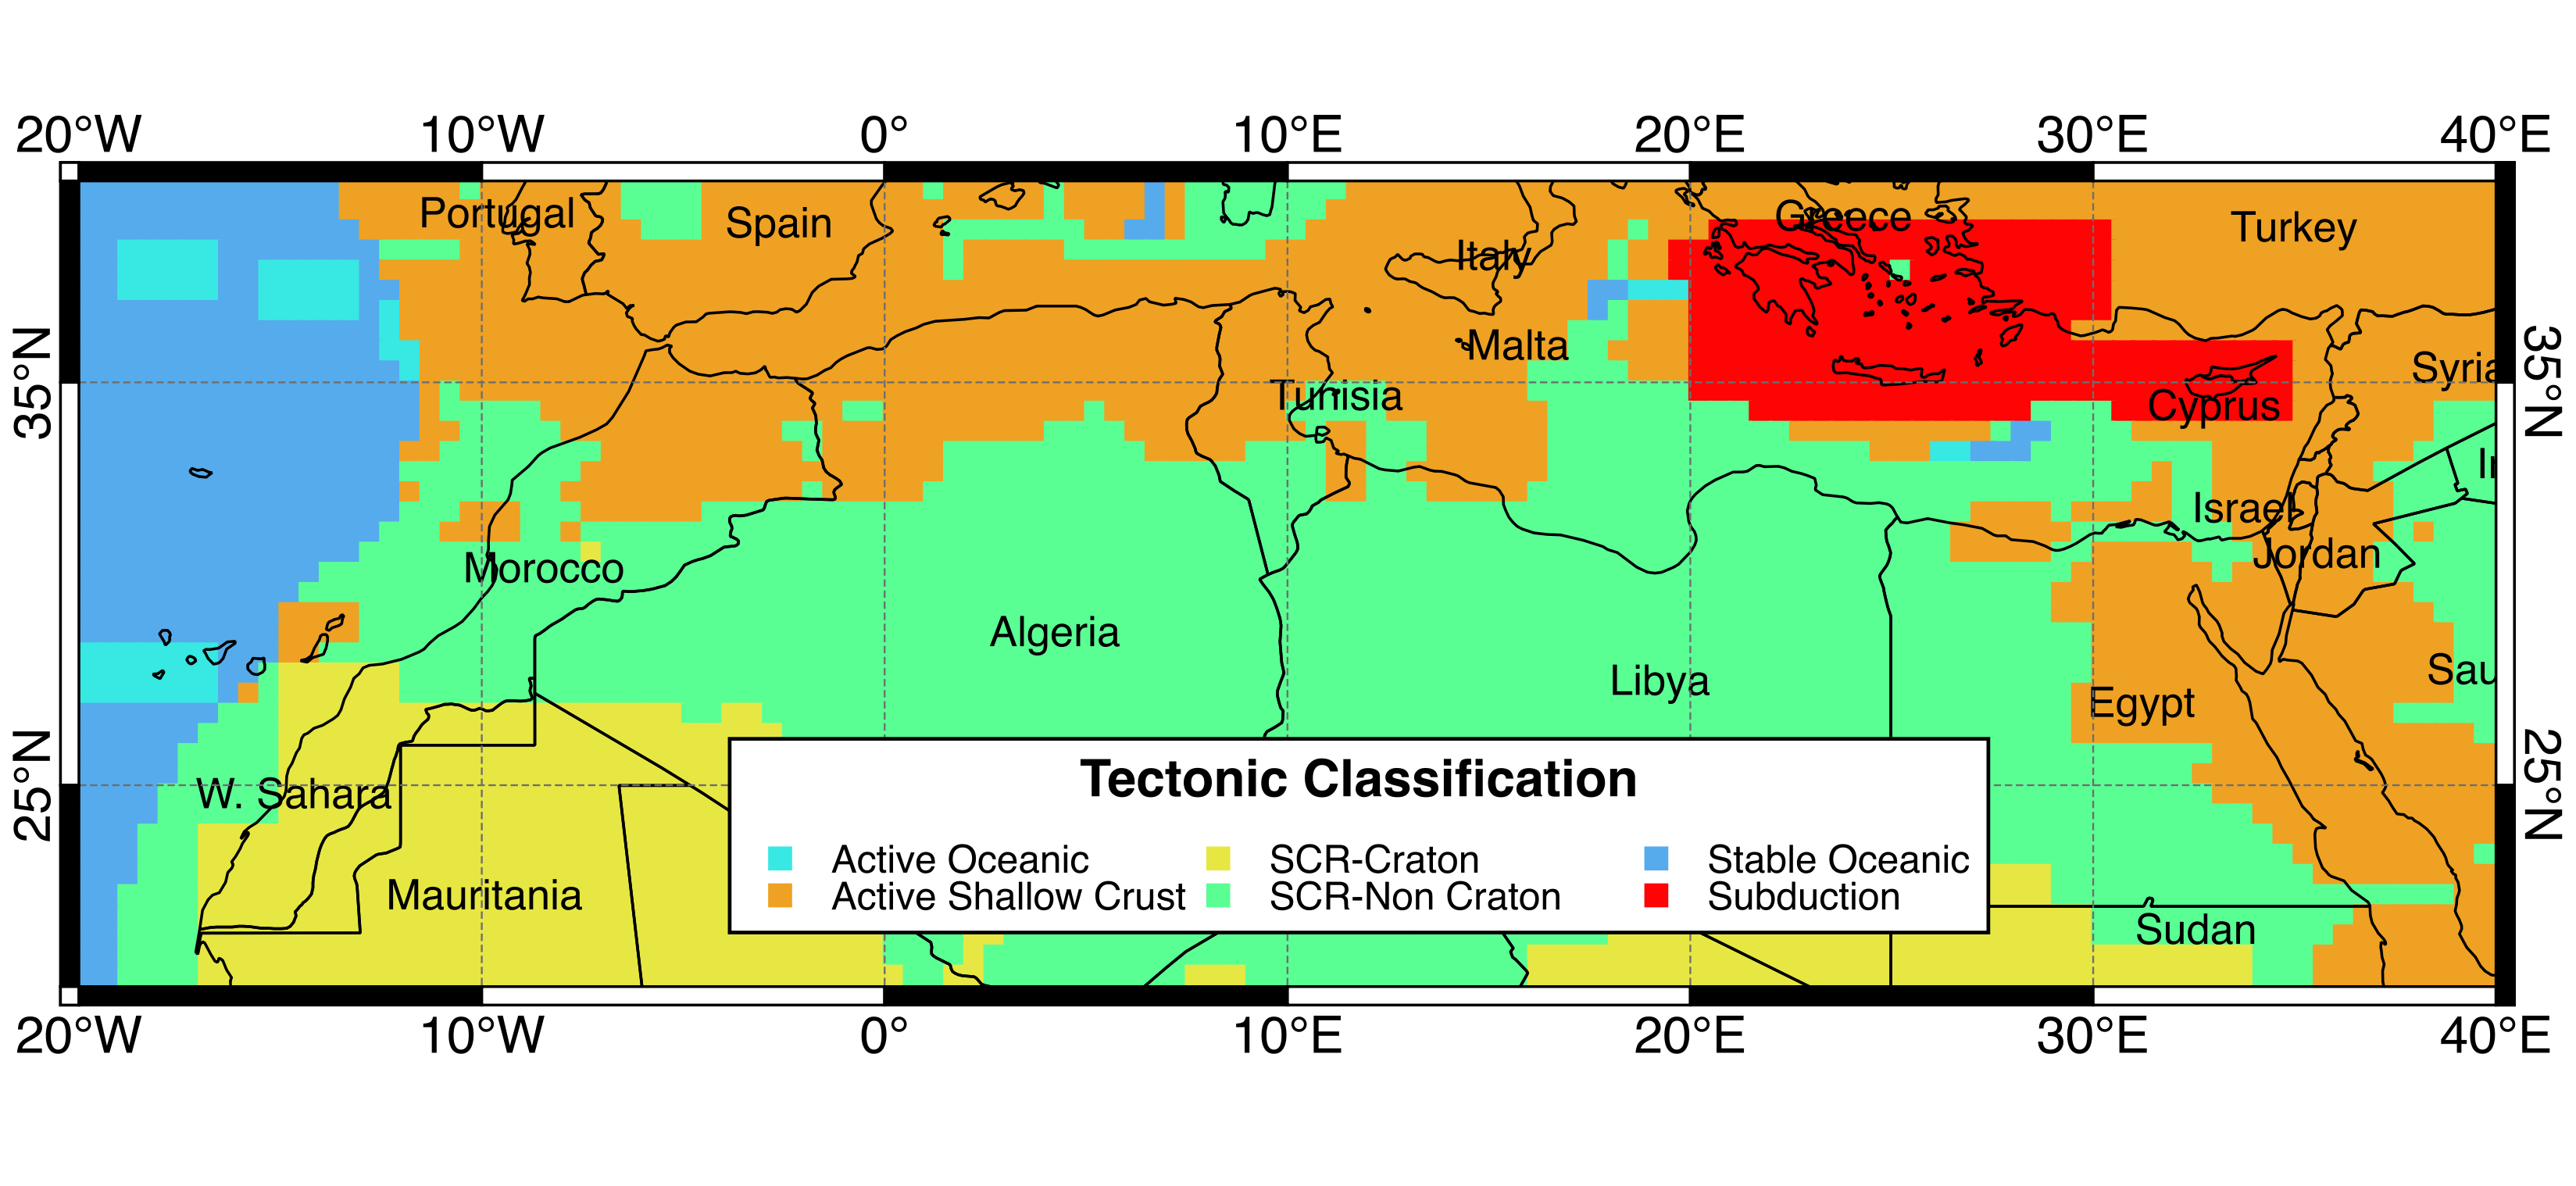 20°W 10°W 0° 10°E 20°E 30°E 40°E
Portugal Spain Italy Greece Turkey
35°N Malta Syria 35°N
Tunisia Cyprus
Israel
Morocco Jordan
Algeria
Libya Sau
Egypt
25°N W. Sahara 25°N
Mauritania
Sudan
Tectonic Classification
Active Oceanic SCR-Craton Stable Oceanic
Active Shallow Crust SCR-Non Craton Subduction
20°W 10°W 0° 10°E 20°E 30°E 40°E